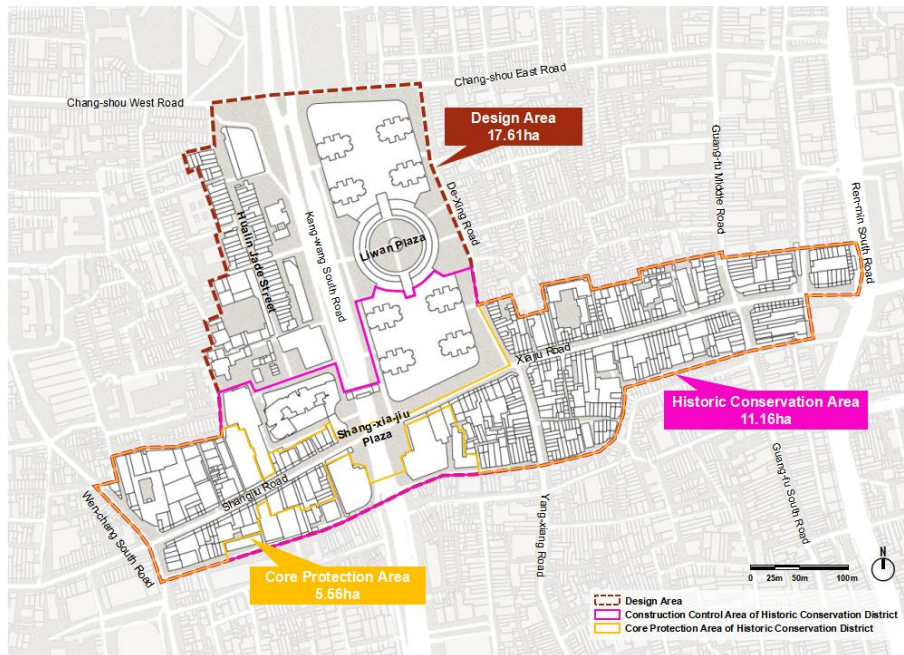 Chang-shou East Road
Chang-shou West Road
Design Area
17.61ha
Guang-fu Middle Road
Ren-min South Road
De-Xing Road
Hualin Jade Street
Kang-wang South Road
Liwan Plaza
Xiajiu Road
Historic Conservation Area
11.16ha
Shang-xia-jiu
Plaza
Shangjiu Road
Wen-chang South Road
Yang-xiang Road
Guang-fu South Road
Core Protection Area
5.56ha
N
0 25m 50m 100m
Design Area
Construction Control Area of Historic Conservation District
Core Protection Area of Historic Conservation District